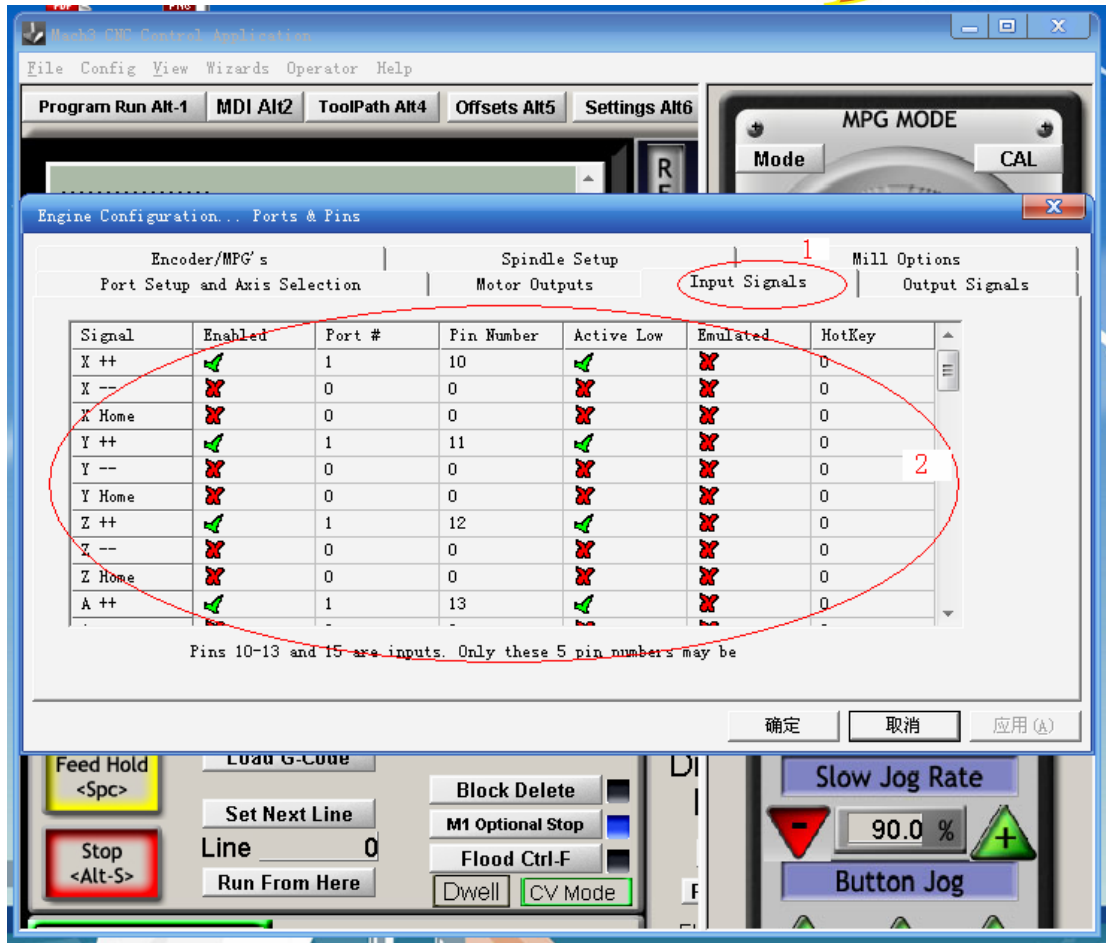 PDF
PNG
Mach3 CNC Control Application
File Config View Wizards Operator Help
Program Run Alt-1 MDI Alt2 ToolPath Alt4 Offsets Alt5 Settings Alt6
MPG MODE
Mode CAL
R
................
Engine Configuration... Ports & Pins
1
Encoder/MPG's Spindle Setup Mill Options
Port Setup and Axis Selection Motor Outputs Input Signals Output Signals
Signal Enabled Port # Pin Number Active Low Emulated HotKey
X ++ 1 10 0
X -- 0 0 0
X Home 0 0 0
Y ++ 1 11 0
Y -- 0 0 0
2
Y Home 0 0 0
Z ++ 1 12 0
Z -- 0 0 0
Z Home 0 0 0
A ++ 1 13 0
Pins 10-13 and 15 are inputs. Only these 5 pin numbers may be
确定 取消 应用(A)
Feed Hold
<Spc>
Load G-Code
Set Next Line
Line 0
Run From Here
Stop
<Alt-S>
Block Delete
M1 Optional Stop
Flood Ctrl-F
Dwell CV Mode
Slow Jog Rate
90.0 %
Button Jog